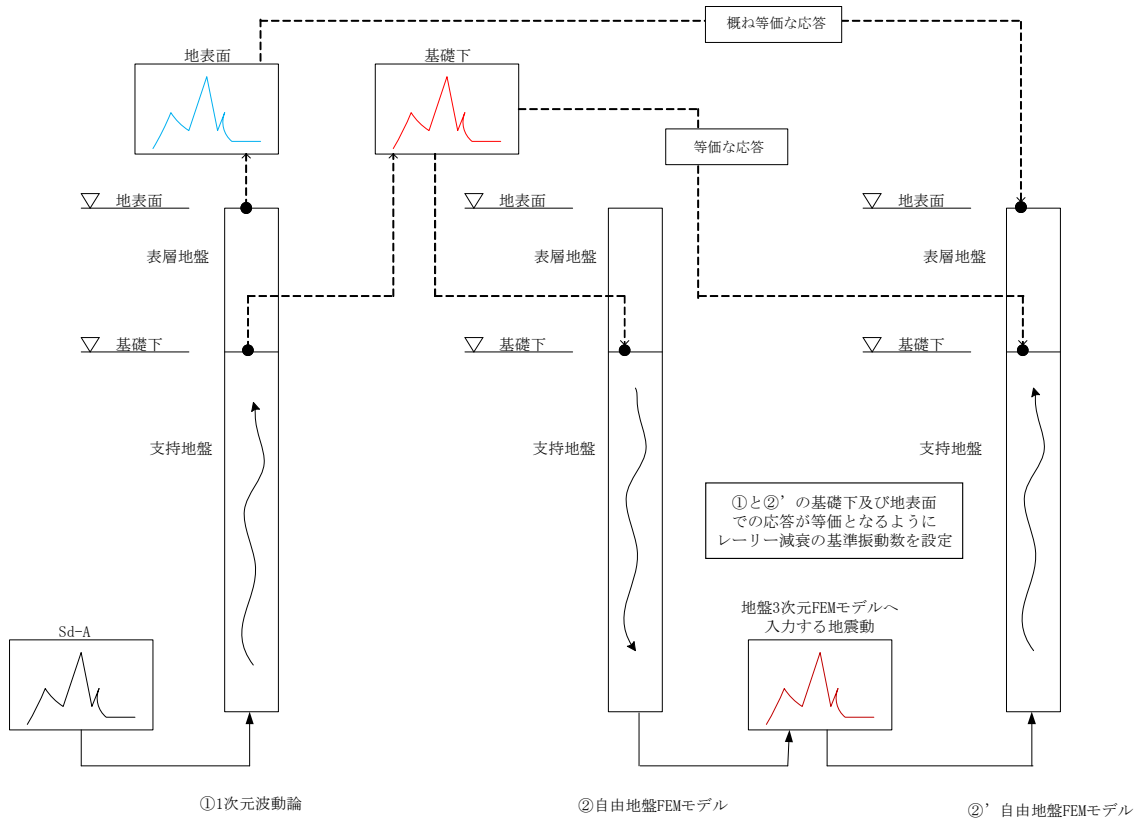 概ね等価な応答
地表面
基礎下
等価な応答
▽ 地表面
▽ 地表面
▽ 地表面
表層地盤
表層地盤
表層地盤
▽ 基礎下
▽ 基礎下
▽ 基礎下
支持地盤
支持地盤
支持地盤
①と②’の基礎下及び地表面
での応答が等価となるように
レーリー減衰の基準振動数を設定
地盤3次元FEMモデルへ
入力する地震動
Sd-A
①1次元波動論
②自由地盤FEMモデル
②’自由地盤FEMモデル